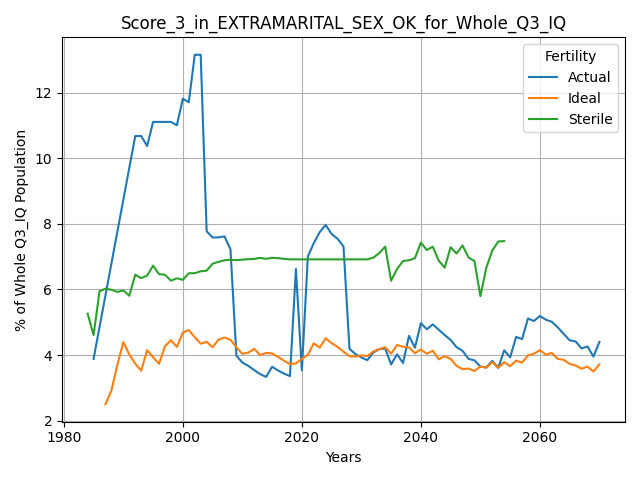 Score_3_in_EXTRAMARITAL_SEX_OK_for_Whole_Q3_IQ
Fertility
Actual
Ideal
Sterile
% of Whole Q3_IQ Population
12
10
8
6
4
2
1980 2000 2020 2040 2060
Years